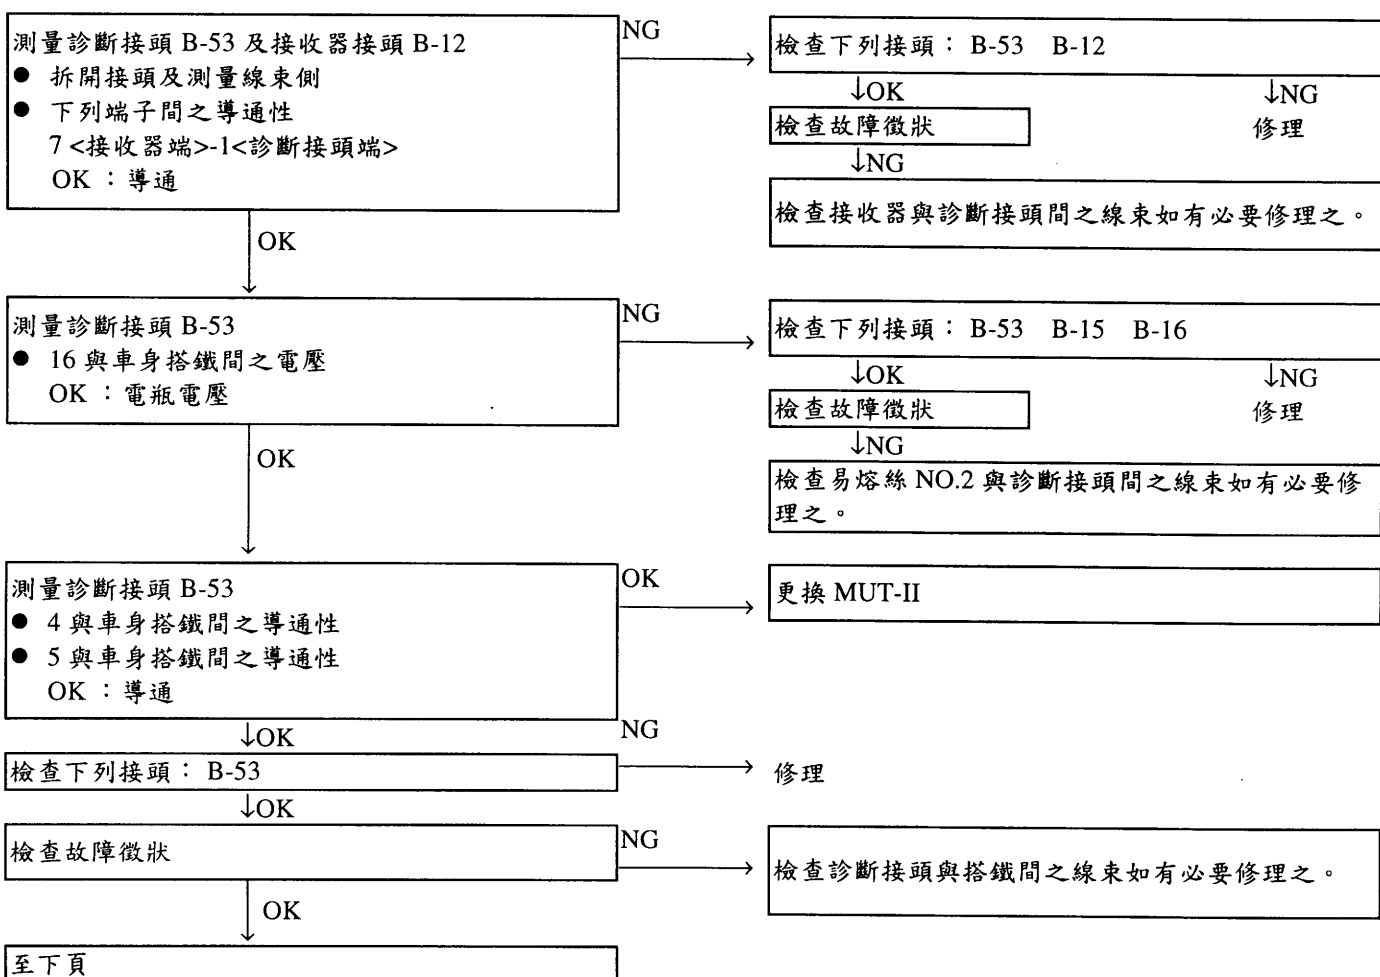 測量診斷接頭 B-53 及接收器接頭 B-12
● 拆開接頭及測量線束側
● 下列端子間之導通性
7 <接收器端>-1<診斷接頭端>
OK：導通
NG
檢查下列接頭： B-53 B-12
↓OK
↓NG
檢查故障徵狀
修理
↓NG
檢查接收器與診斷接頭間之線束如有必要修理之。
OK
測量診斷接頭 B-53
● 16 與車身搭鐵間之電壓
OK：電瓶電壓
NG
檢查下列接頭： B-53 B-15 B-16
↓OK
↓NG
檢查故障徵狀
修理
↓NG
檢查易熔絲 NO.2 與診斷接頭間之線束如有必要修
理之。
OK
測量診斷接頭 B-53
● 4 與車身搭鐵間之導通性
● 5 與車身搭鐵間之導通性
OK：導通
OK
更換 MUT-II
↓OK
NG
檢查下列接頭： B-53
修理
↓OK
檢查故障徵狀
NG
檢查診斷接頭與搭鐵間之線束如有必要修理之。
OK
至下頁